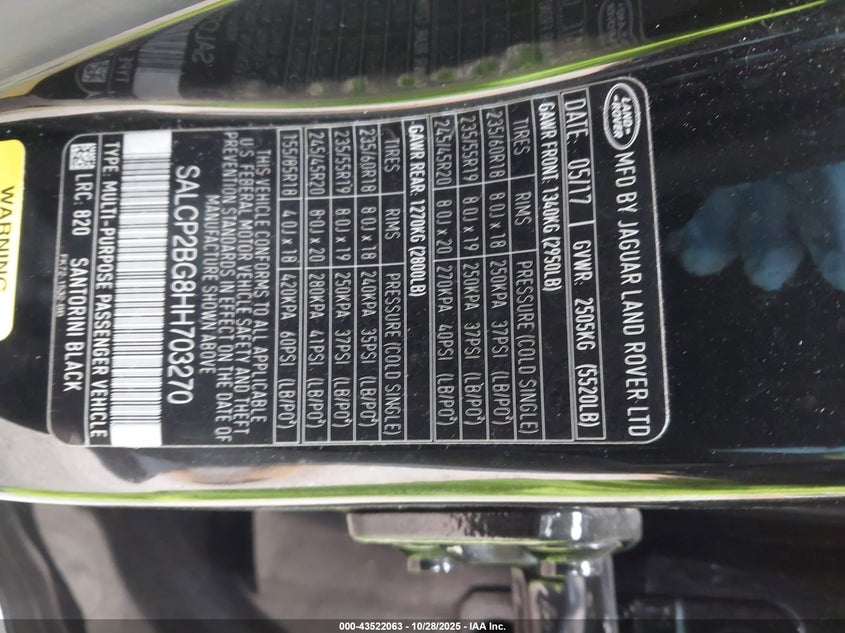 LAND
ROVER
MFD BY JAGUAR LAND ROVER LTD
DATE: 05/17 GVWR: 2505KG (5520LB)
GAWR FRONT: 1340KG (2950LB)
TIRES RIMS PRESSURE (COLD SINGLE)
235/60R18 8.0J x 18 250KPA 37PSI (LB/PO²)
235/55R19 8.0J x 19 250KPA 37PSI (LB/PO²)
245/45R20 8.0J x 20 270KPA 40PSI (LB/PO²)
GAWR REAR: 1270KG (2800LB)
TIRES RIMS PRESSURE (COLD SINGLE)
235/60R18 8.0J x 18 240KPA 35PSI (LB/PO²)
235/55R19 8.0J x 19 250KPA 37PSI (LB/PO²)
245/45R20 8.0J x 20 280KPA 41PSI (LB/PO²)
155/85R18 4.0J x 18 420KPA 60PSI (LB/PO²)
THIS VEHICLE CONFORMS TO ALL APPLICABLE
U.S FEDERAL MOTOR VEHICLE SAFETY AND THEFT
PREVENTION STANDARDS IN EFFECT ON THE DATE OF
MANUFACTURE SHOWN ABOVE
SALCP2BG8HH703270
TYPE: MULTI-PURPOSE PASSENGER VEHICLE
LRC: 820 SANTORINI BLACK
WARNING
000-43522063 - 10/28/2025 - IAA Inc.